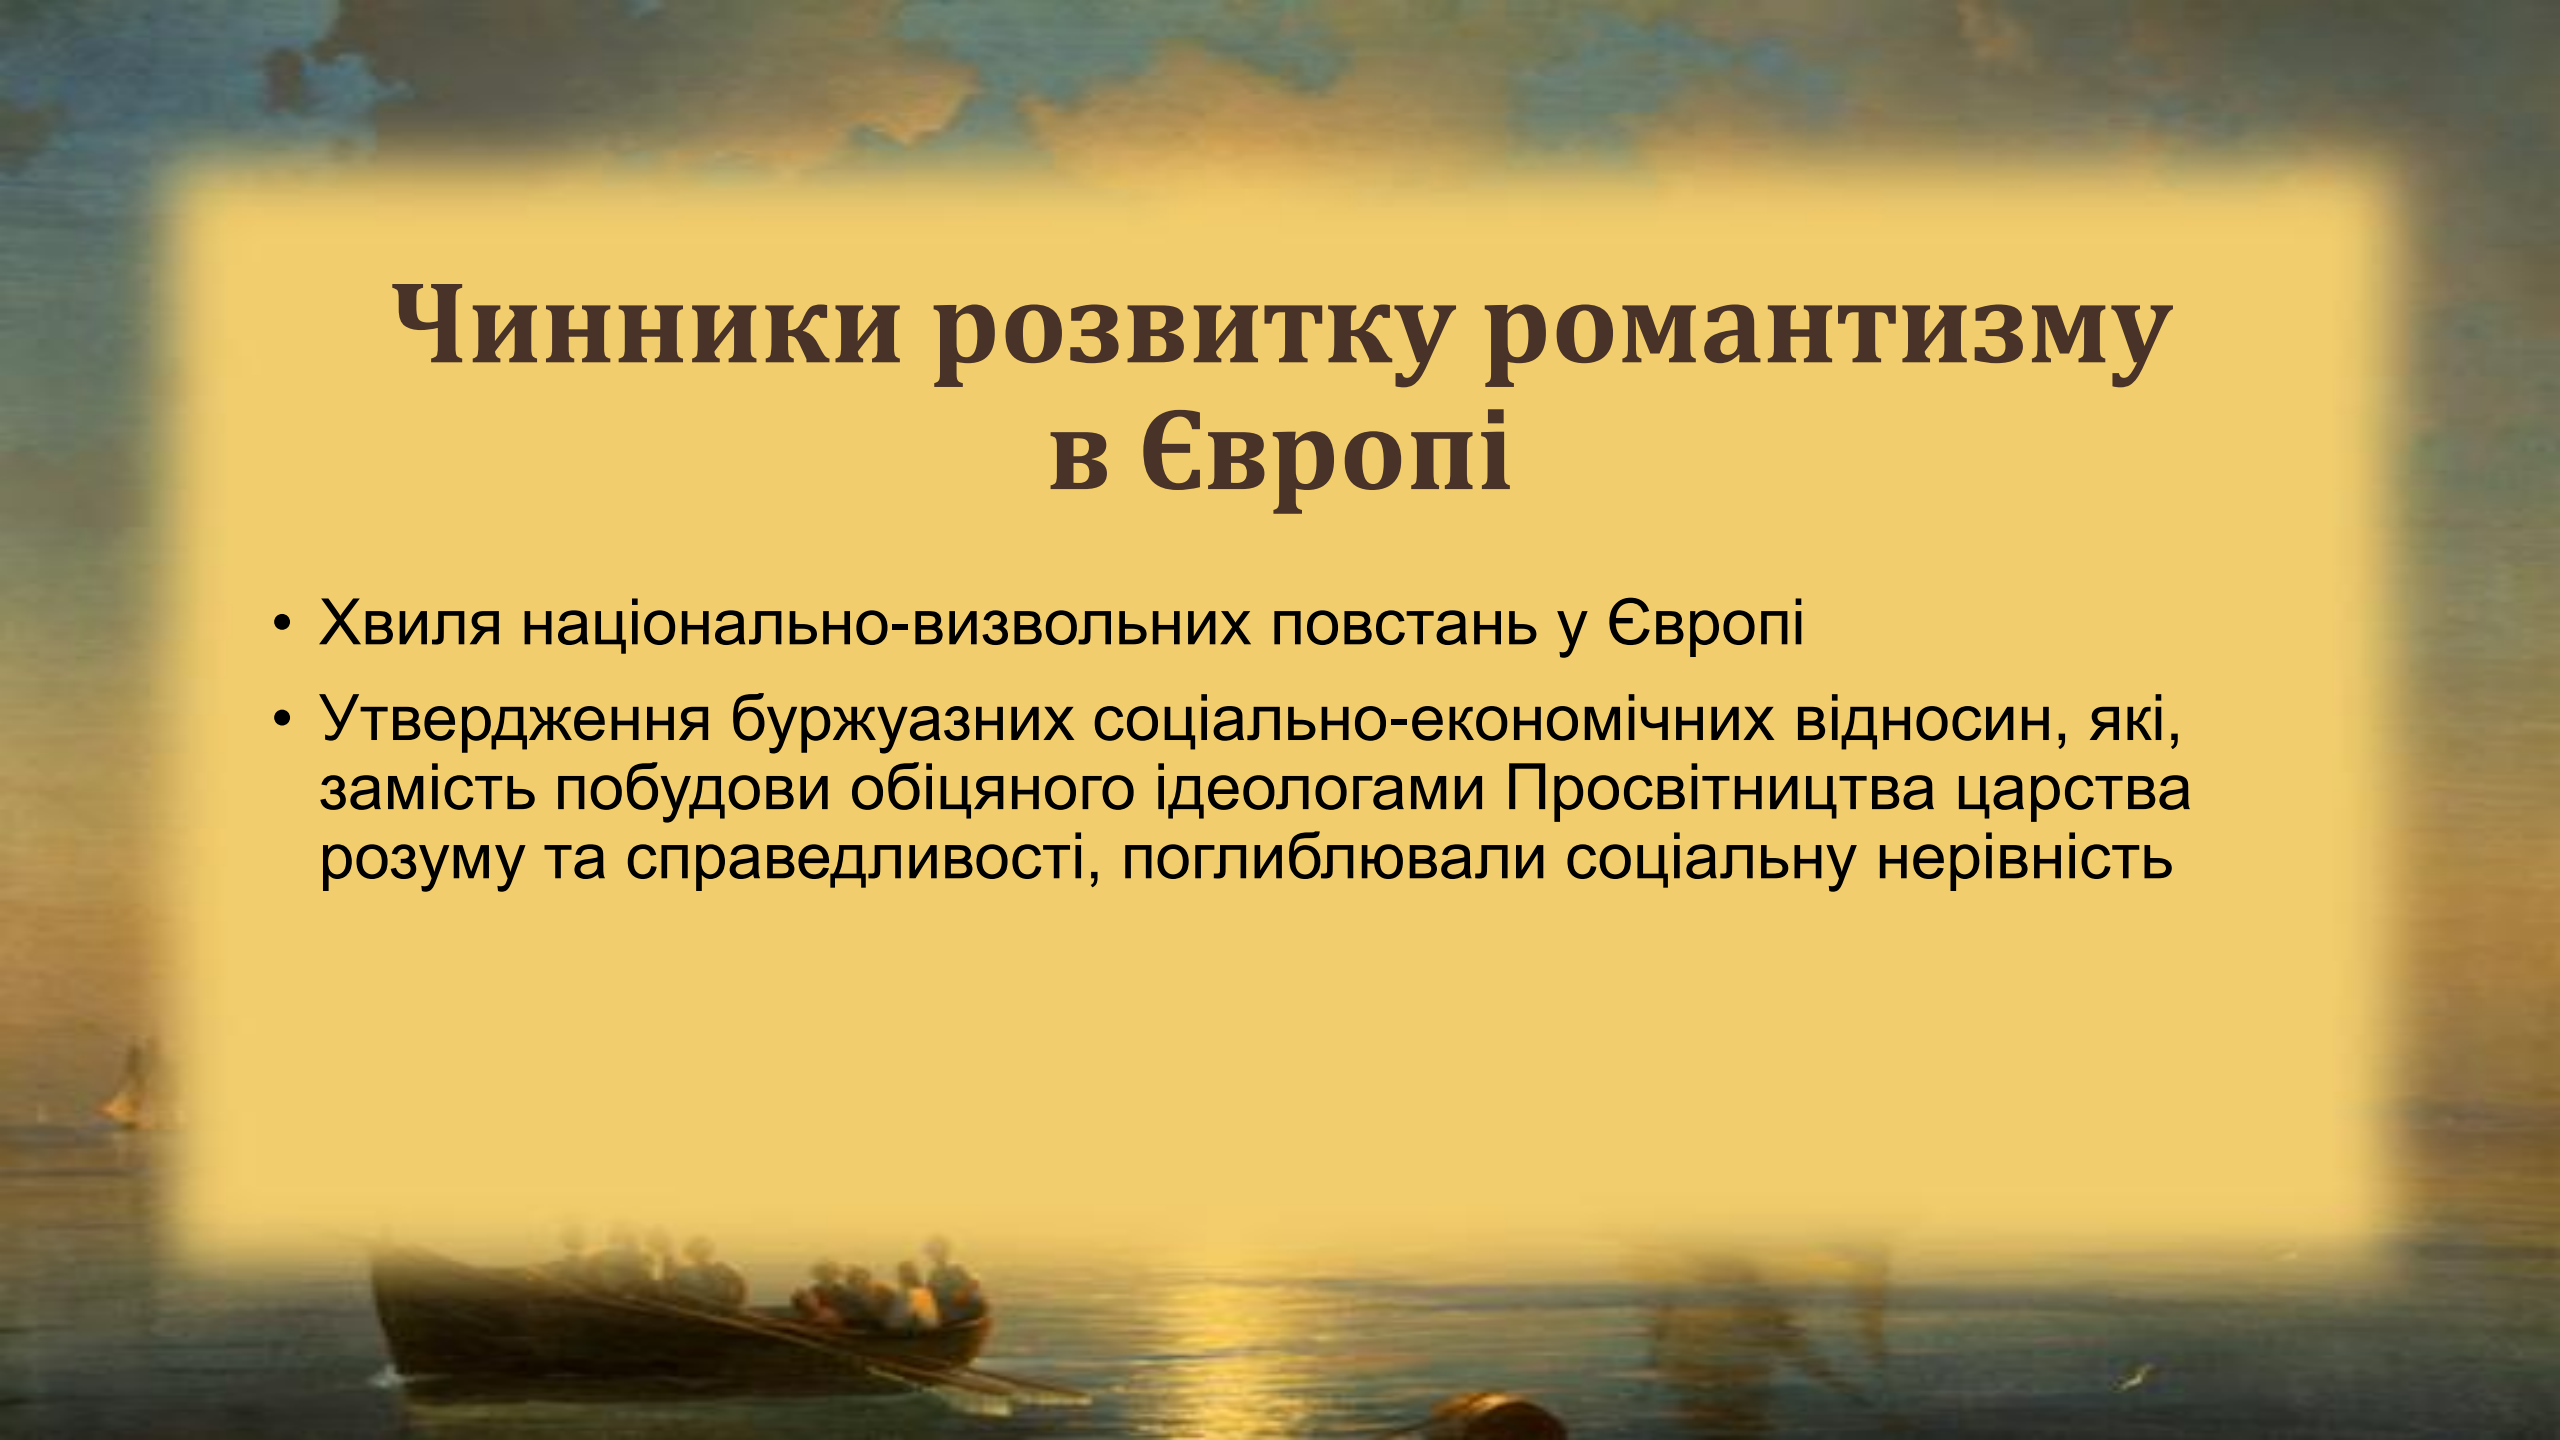 Чинники розвитку романтизму
в Європі
• Хвиля національно-визвольних повстань у Європі
• Утвердження буржуазних соціально-економічних відносин, які,
замість побудови обіцяного ідеологами Просвітництва царства
розуму та справедливості, поглиблювали соціальну нерівність